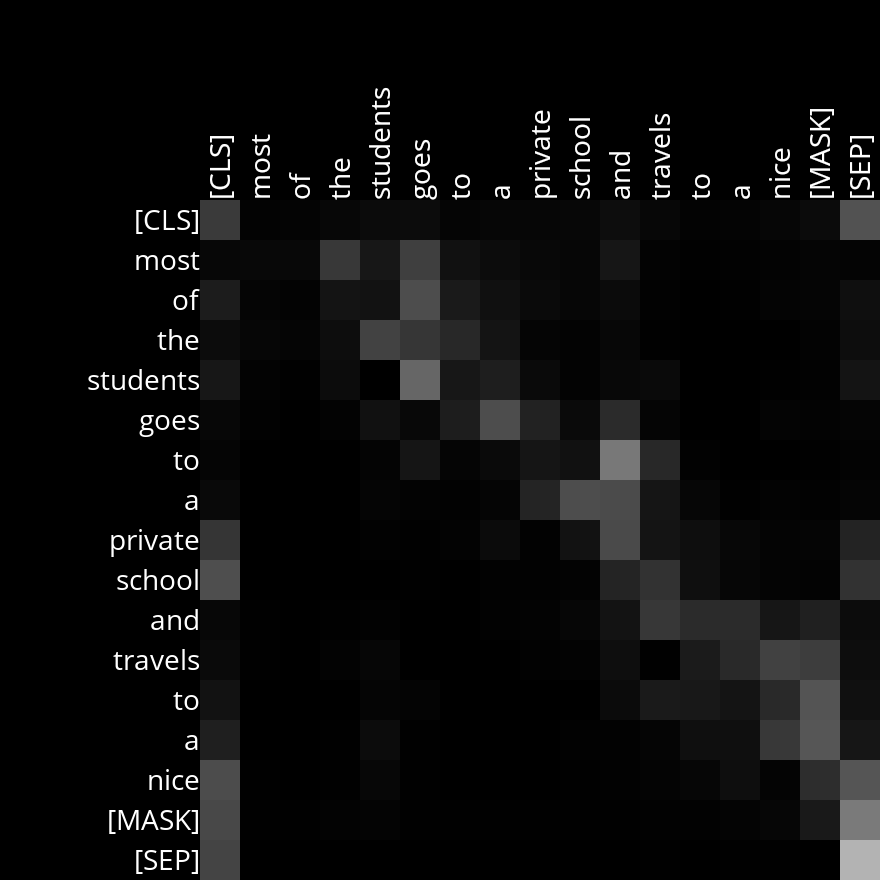 [CLS] most of the students goes to a private school and travels to a nice [MASK] [SEP]
[CLS]
most
of
the
students
goes
to
a
private
school
and
travels
to
a
nice
[MASK]
[SEP]